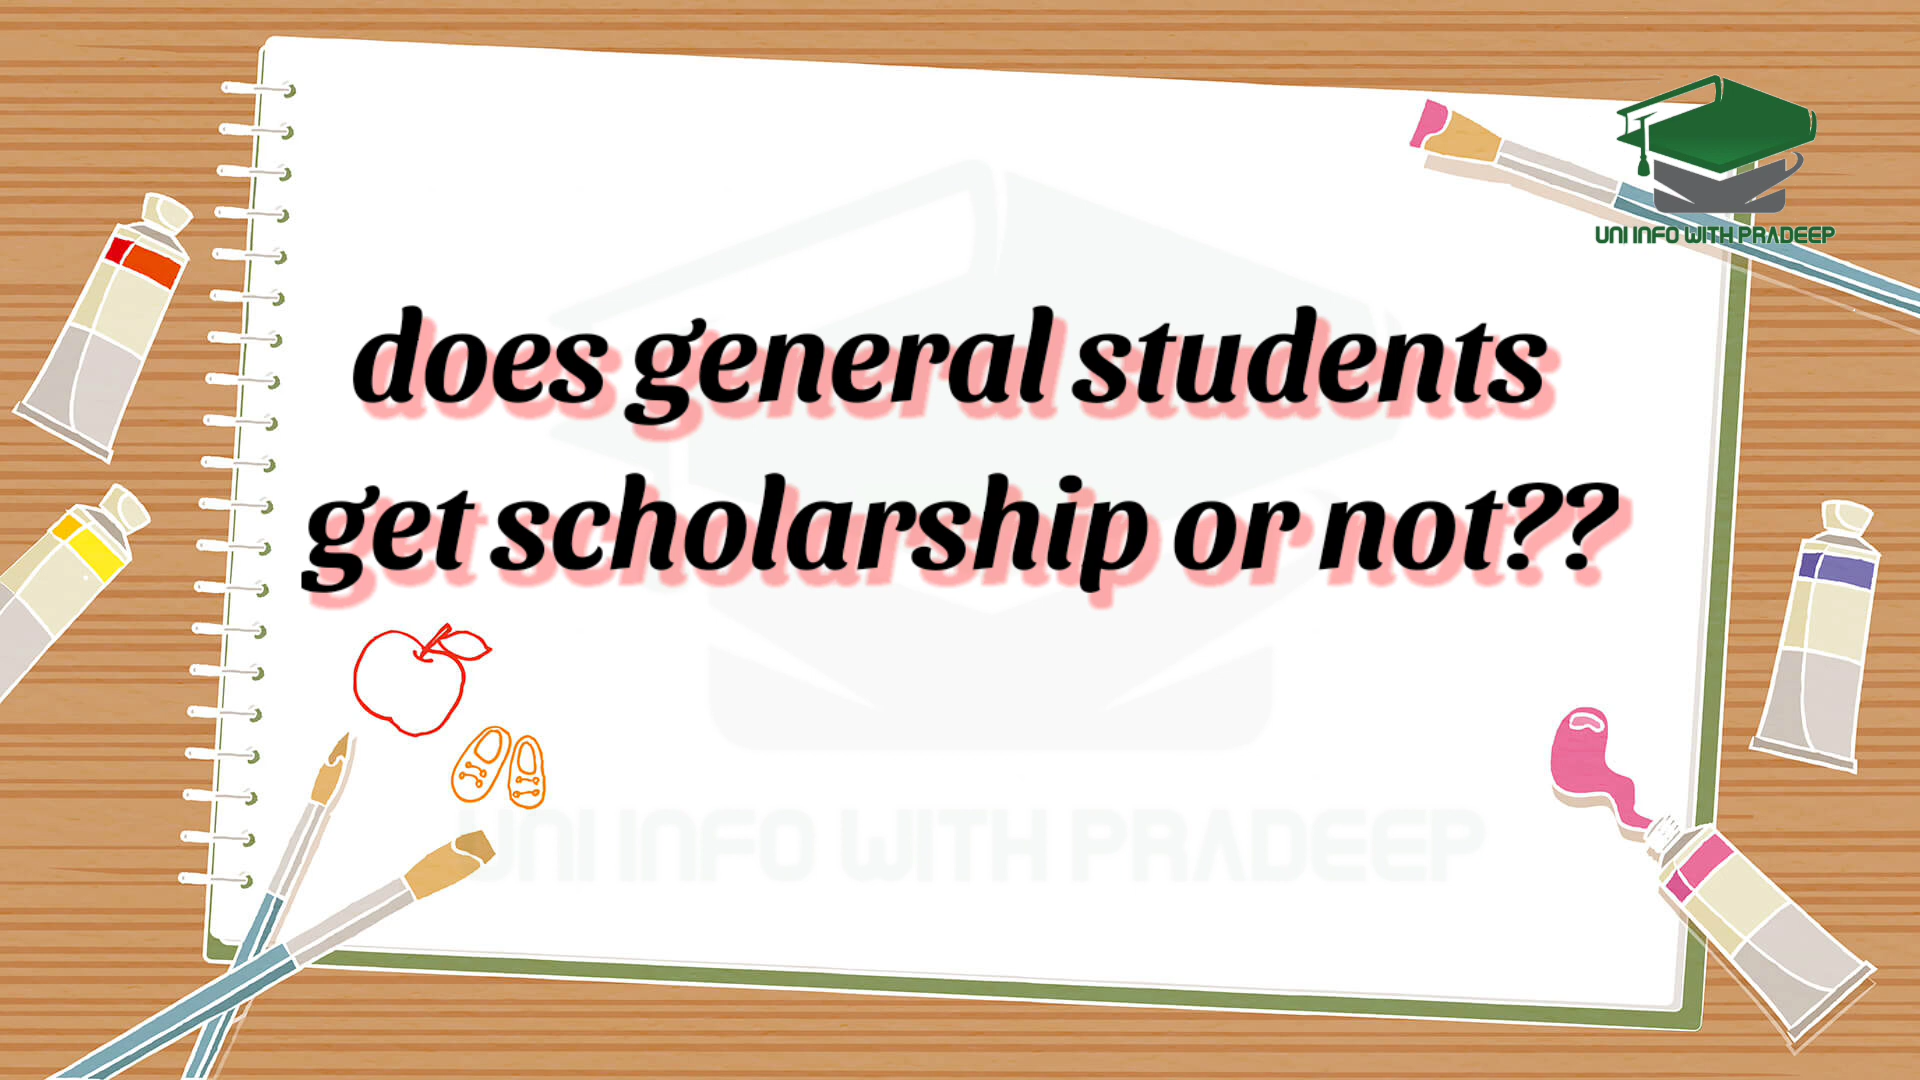 UNI INFO WITH PRADEEP
does general students
get scholarship or not??
UNI INFO WITH PRADEEP